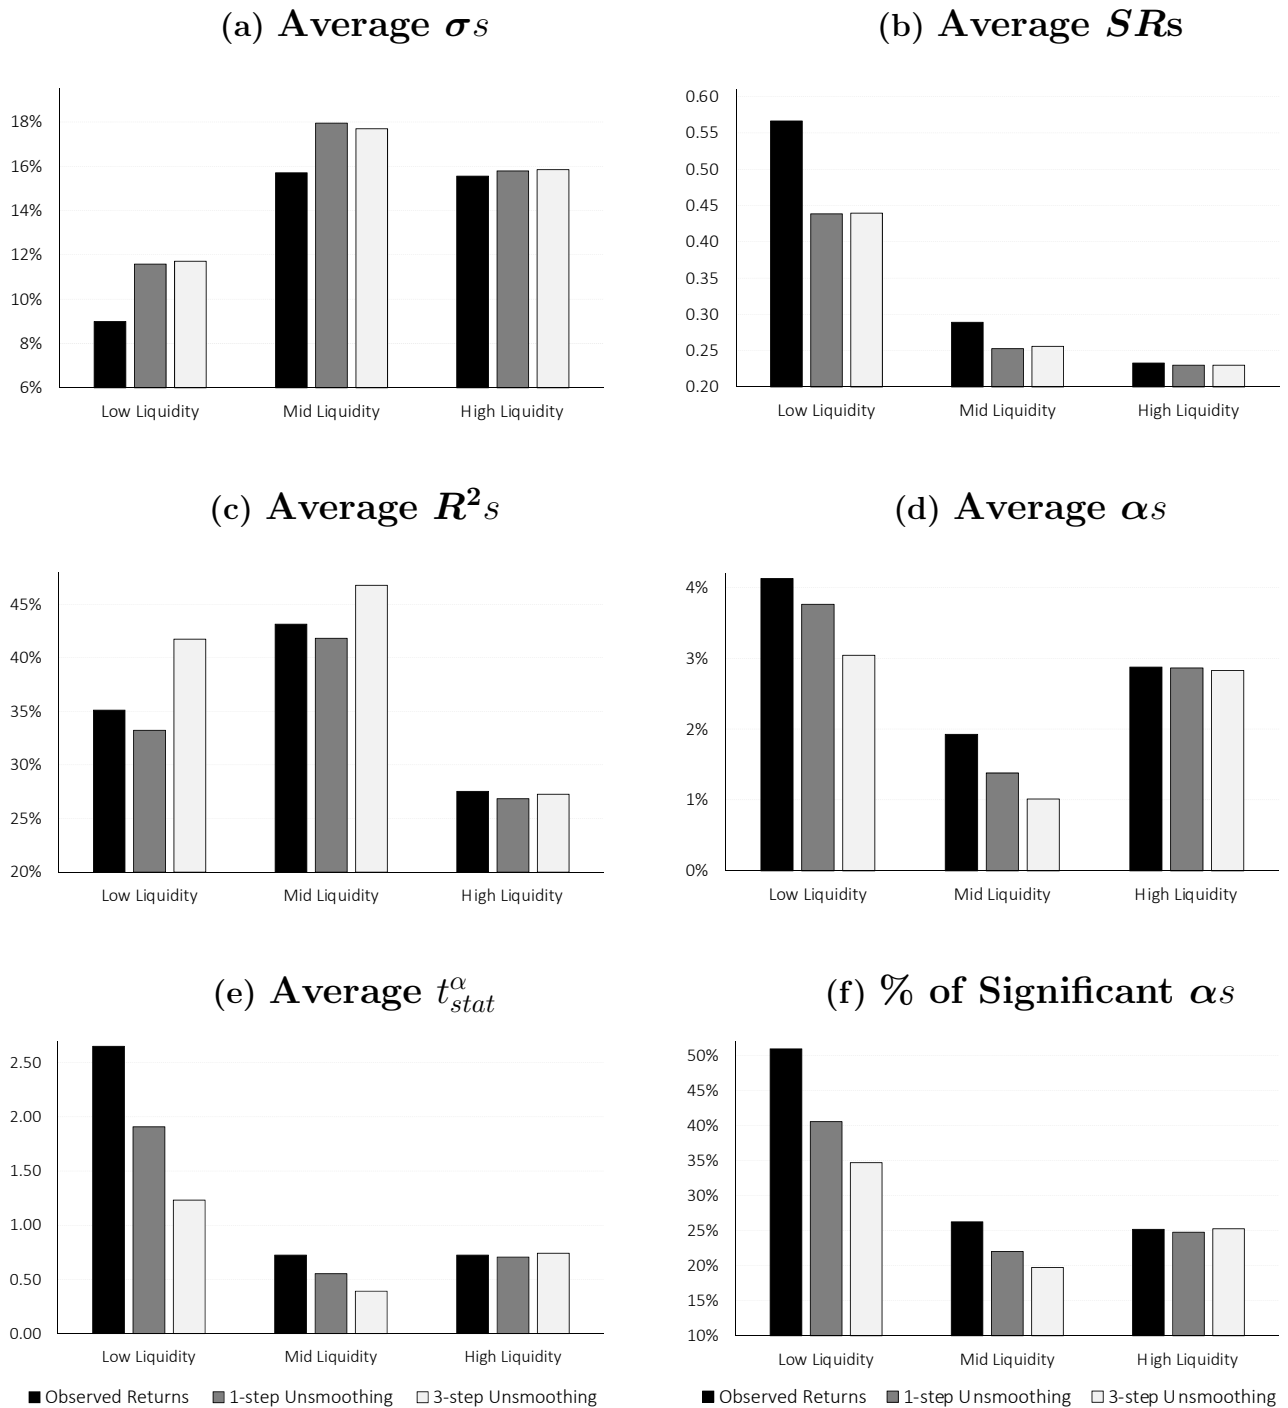 (a) Average σs
(b) Average SRs
18%
16%
14%
12%
10%
8%
6%
Low Liquidity
Mid Liquidity
High Liquidity
0.60
0.55
0.50
0.45
0.40
0.35
0.30
0.25
0.20
Low Liquidity
Mid Liquidity
High Liquidity
(c) Average R²s
(d) Average αs
45%
40%
35%
30%
25%
20%
Low Liquidity
Mid Liquidity
High Liquidity
4%
3%
2%
1%
0%
Low Liquidity
Mid Liquidity
High Liquidity
(e) Average t^α_stat
(f) % of Significant αs
2.50
2.00
1.50
1.00
0.50
0.00
Low Liquidity
Mid Liquidity
High Liquidity
Observed Returns
1-step Unsmoothing
3-step Unsmoothing
50%
45%
40%
35%
30%
25%
20%
15%
10%
Low Liquidity
Mid Liquidity
High Liquidity
Observed Returns
1-step Unsmoothing
3-step Unsmoothing